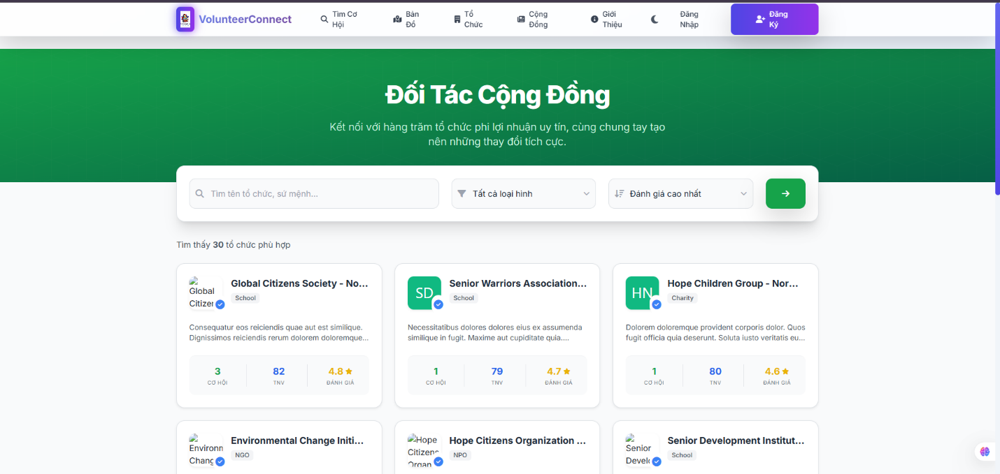 VolunteerConnect
Tìm Cơ
Hội
Bản
Đồ
Tổ
Chức
Cộng
Đồng
Giới
Thiệu
Đăng
Nhập
Đăng
Ký
Đối Tác Cộng Đồng
Kết nối với hàng trăm tổ chức phi lợi nhuận uy tín, cùng chung tay tạo
nên những thay đổi tích cực.
Tìm tên tổ chức, sứ mệnh...
Tất cả loại hình
Đánh giá cao nhất
Tìm thấy 30 tổ chức phù hợp
Global
Citizen
Global Citizens Society - No...
School
Consequatur eos reiciendis quae aut est similique.
Dignissimos reiciendis rerum dolorem doloremque...
3
CƠ HỘI
82
TNV
4.8
ĐÁNH GIÁ
SD
Senior Warriors Association...
School
Necessitatibus dolores dolores eius ex assumenda
similique in fugit. Maxime aut cupiditate quia....
1
CƠ HỘI
79
TNV
4.7
ĐÁNH GIÁ
HN
Hope Children Group - Nor...
Charity
Dolorem doloremque provident corporis dolor. Quos
fugit officia quia deserunt. Soluta iusto veritatis eu...
1
CƠ HỘI
80
TNV
4.6
ĐÁNH GIÁ
Environm
Chang
Environmental Change Initi...
NGO
Hope
Citizens
Organ
Hope Citizens Organization ...
NPO
Senior
Devel
Senior Development Institut...
School